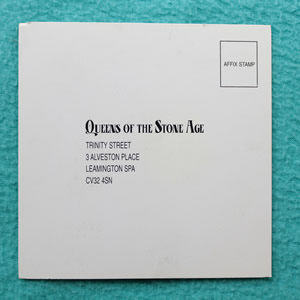 AFFIX STAMP
QUEENS OF THE STONE AGE
TRINITY STREET
3 ALVESTON PLACE
LEAMINGTON SPA
CV32 4SN